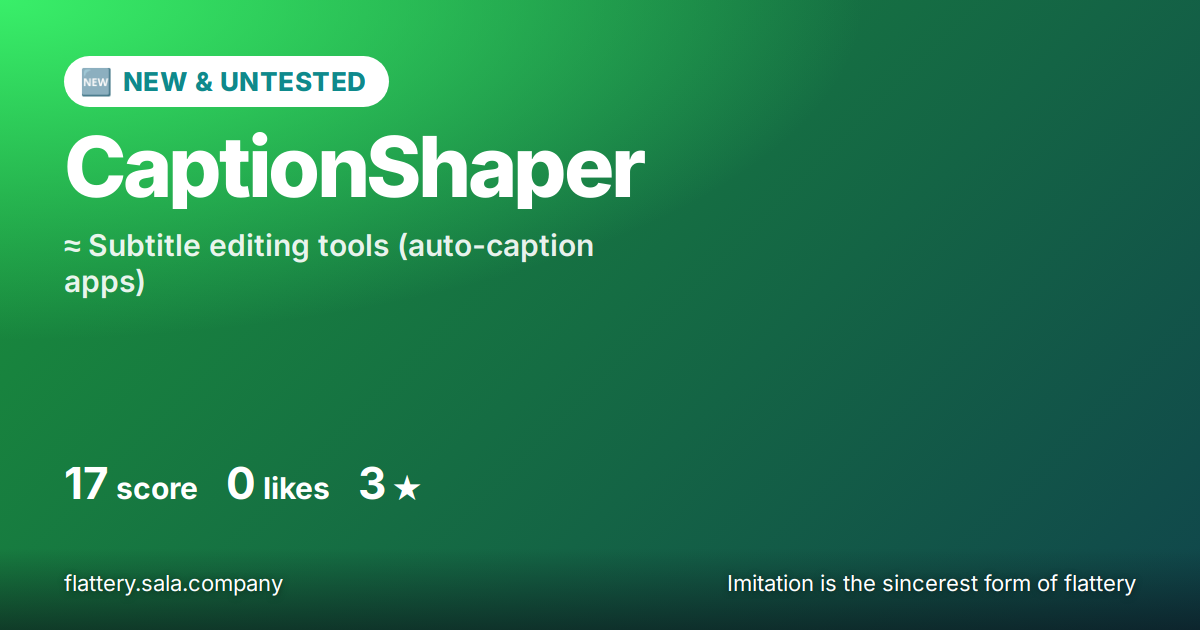 🆕 NEW & UNTESTED
CaptionShaper
≈ Subtitle editing tools (auto-caption
apps)
17 score 0 likes 3 ★
flattery.sala.company
Imitation is the sincerest form of flattery